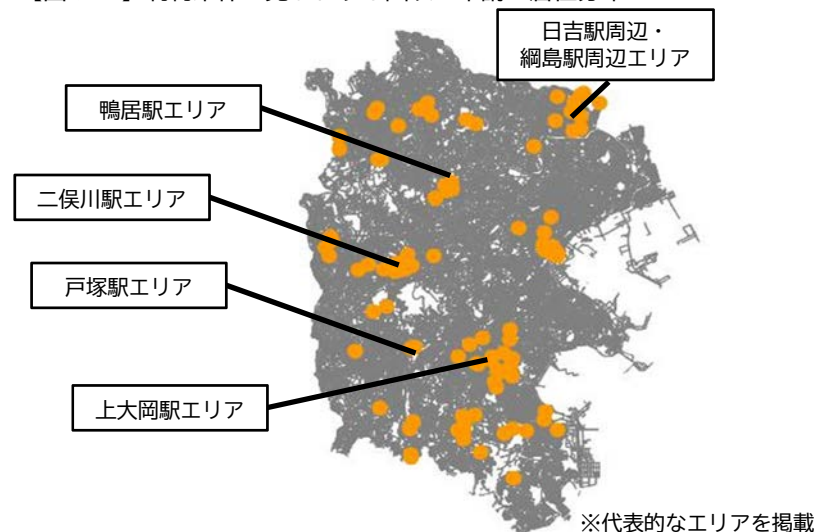 日吉駅周辺・
綱島駅周辺エリア
鴨居駅エリア
二俣川駅エリア
戸塚駅エリア
上大岡駅エリア
※代表的なエリアを掲載